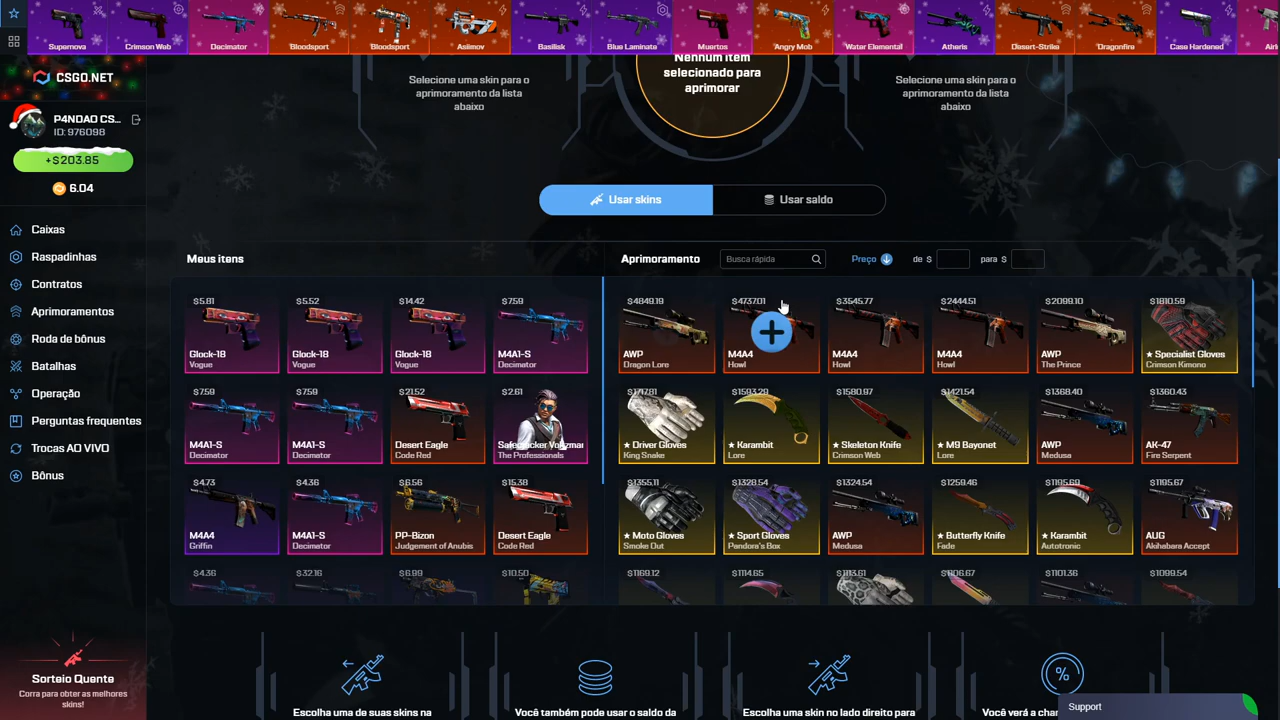 Supernova
Crimson Web
Decimator
Bloodsport
Bloodsport
Asiimov
Basilisk
Blue Laminate
Muertos
Angry Mob
Water Elemental
Atheris
Desert-Strike
Dragonfire
Case Hardened
CSGO.NET
P4NDAO CS...
ID: 976098
+$203.85
6.04
Caixas
Raspadinhas
Contratos
Aprimoramentos
Roda de bônus
Batalhas
Operação
Perguntas frequentes
Trocas AO VIVO
Bônus
Sorteio Quente
Corra para obter as melhores
skins!
Selecione uma skin para o
aprimoramento da lista
abaixo
Nenhum item
selecionado para
aprimorar
Selecione uma skin para o
aprimoramento da lista
abaixo
Usar skins
Usar saldo
Meus itens
$5.81
Glock-18
Vogue
$5.52
Glock-18
Vogue
$14.42
Glock-18
Vogue
$7.59
M4A1-S
Decimator
$7.59
M4A1-S
Decimator
$7.59
M4A1-S
Decimator
$21.52
Desert Eagle
Code Red
$2.61
The Professionals
$4.73
M4A4
Griffin
$4.36
M4A1-S
Decimator
$6.56
PP-Bizon
Judgement of Anubis
$15.38
Desert Eagle
Code Red
$4.36
$32.16
$6.99
$10.50
Aprimoramento
Busca rápida
Preço
de $
para $
$4849.19
AWP
Dragon Lore
$4737.01
M4A4
Howl
$3545.77
M4A4
Howl
$2444.51
M4A4
Howl
$2099.10
AWP
The Prince
$1810.59
★ Specialist Gloves
Crimson Kimono
$1717.81
★ Driver Gloves
King Snake
$1593.29
★ Karambit
Lore
$1580.97
★ Skeleton Knife
Crimson Web
$1421.54
★ M9 Bayonet
Lore
$1368.40
AWP
Medusa
$1360.43
AK-47
Fire Serpent
$1355.11
★ Moto Gloves
Smoke Out
$1328.54
★ Sport Gloves
Pandora's Box
$1324.54
AWP
Medusa
$1259.46
★ Butterfly Knife
Fade
$1195.69
★ Karambit
Autotronic
$1195.67
AUG
Akihabara Accept
$1169.12
$1114.65
$1113.61
$1106.67
$1101.36
$1099.54
Escolha uma de suas skins na
Você também pode usar o saldo da
Escolha uma skin no lado direito para
%
Você verá a chan
Support